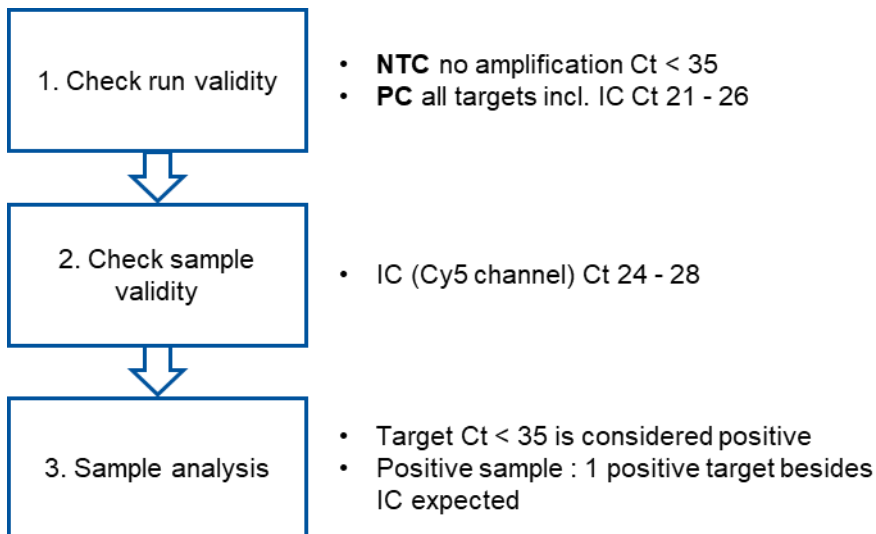 1. Check run validity
• NTC no amplification Ct < 35
• PC all targets incl. IC Ct 21 - 26
2. Check sample
validity
• IC (Cy5 channel) Ct 24 - 28
3. Sample analysis
• Target Ct < 35 is considered positive
• Positive sample : 1 positive target besides
IC expected